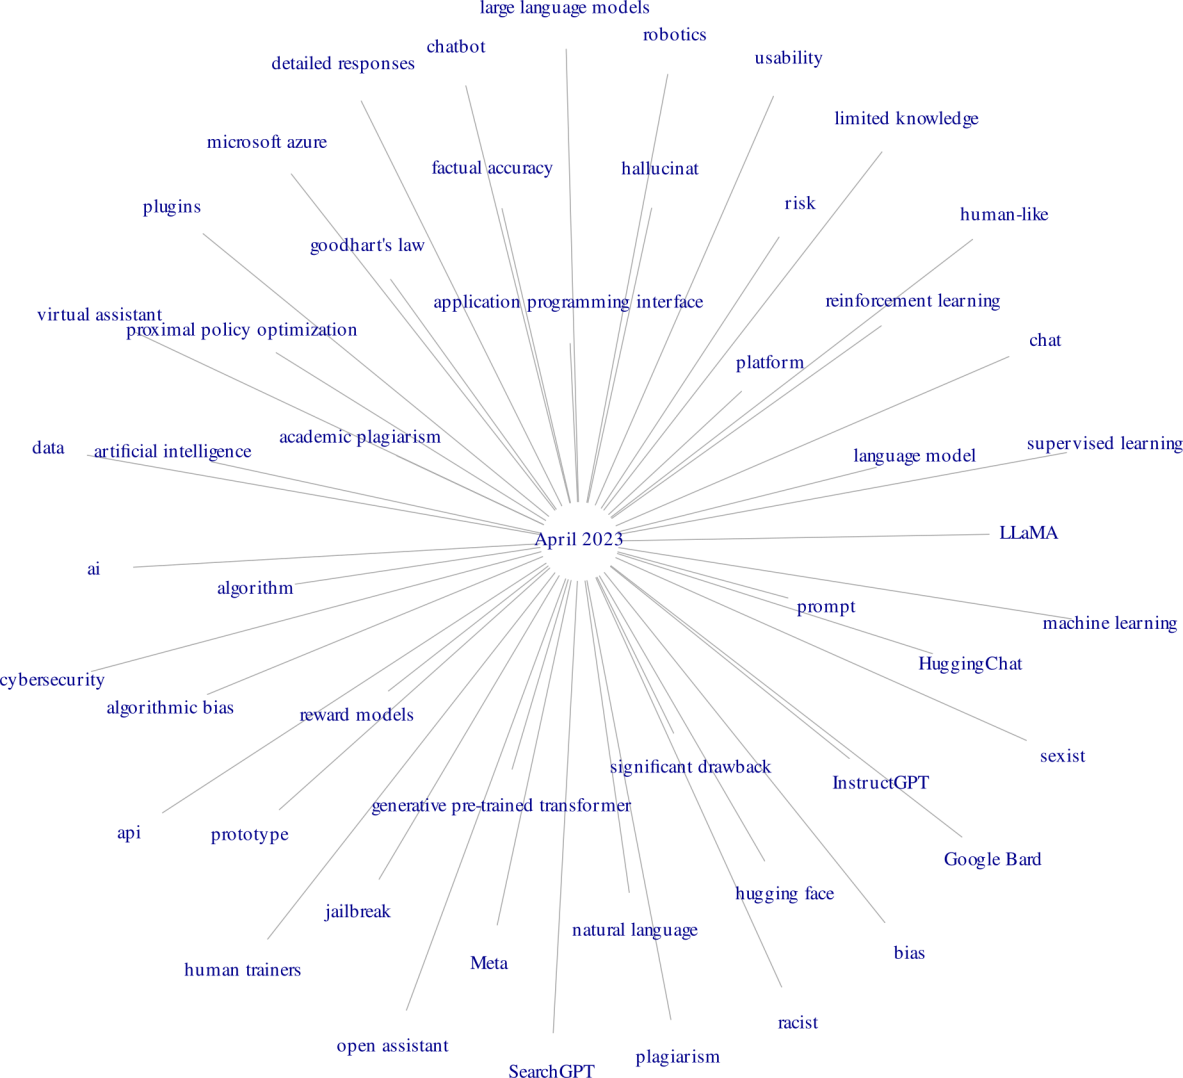 large language models
robotics
chatbot
usability
detailed responses
limited knowledge
microsoft azure
factual accuracy
hallucinat
risk
plugins
human-like
goodhart's law
application programming interface
reinforcement learning
virtual assistant
proximal policy optimization
chat
platform
academic plagiarism
supervised learning
data
artificial intelligence
language model
LLaMA
April 2023
ai
algorithm
prompt
machine learning
HuggingChat
cybersecurity
algorithmic bias
reward models
sexist
significant drawback
InstructGPT
generative pre-trained transformer
api
prototype
Google Bard
hugging face
jailbreak
natural language
bias
Meta
human trainers
racist
open assistant
plagiarism
SearchGPT